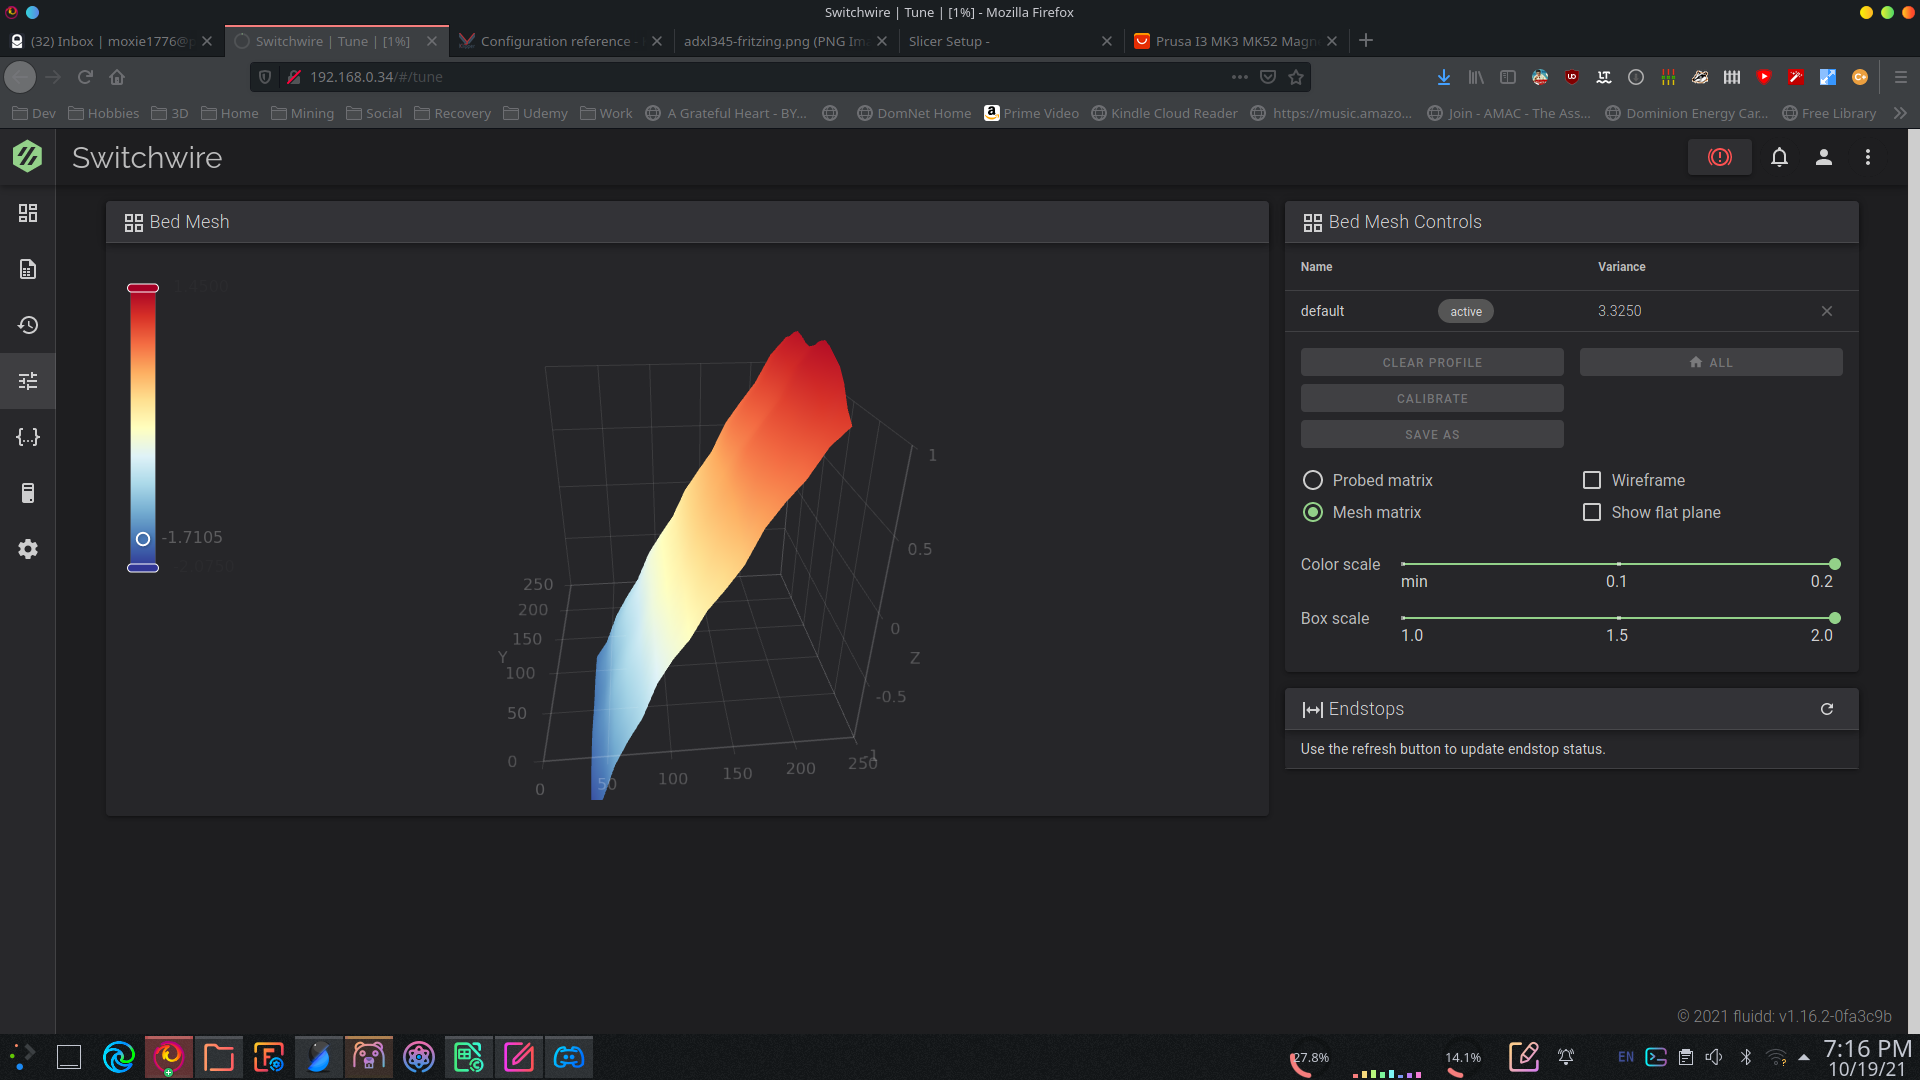 Switchwire | Tune | [1%] - Mozilla Firefox
(32) Inbox | moxie1776@p
Switchwire | Tune | [1%]
Configuration reference -
adxl345-fritzing.png (PNG Im
Slicer Setup -
Prusa I3 MK3 MK52 Magn
192.168.0.34/#/tune
Dev
Hobbies
3D
Home
Mining
Social
Recovery
Udemy
Work
A Grateful Heart - BY...
DomNet Home
Prime Video
Kindle Cloud Reader
https://music.amazo...
Join - AMAC - The Ass...
Dominion Energy Car...
Free Library
Switchwire
Bed Mesh
-1.7105
-2.0750
250
200
150
100
50
0
Y
0
50
100
150
200
250
1
0.5
0
-0.5
-1
Z
Bed Mesh Controls
Name Variance
default active 3.3250
CLEAR PROFILE
ALL
CALIBRATE
SAVE AS
Probed matrix
Wireframe
Mesh matrix
Show flat plane
Color scale
min 0.1 0.2
Box scale
1.0 1.5 2.0
Endstops
Use the refresh button to update endstop status.
© 2021 fluidd: v1.16.2-0fa3c9b
27.8%
14.1%
EN
7:16 PM
10/19/21